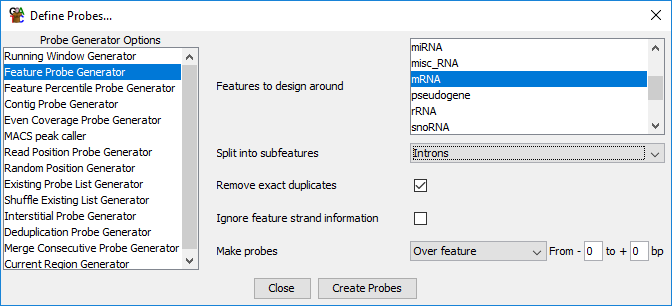 Define Probes...
Probe Generator Options
Running Window Generator
Feature Probe Generator
Feature Percentile Probe Generator
Contig Probe Generator
Even Coverage Probe Generator
MACS peak caller
Read Position Probe Generator
Random Position Generator
Existing Probe List Generator
Shuffle Existing List Generator
Interstitial Probe Generator
Deduplication Probe Generator
Merge Consecutive Probe Generator
Current Region Generator
Features to design around
miRNA
misc_RNA
mRNA
pseudogene
rRNA
snoRNA
Split into subfeatures Introns
Remove exact duplicates
Ignore feature strand information
Make probes Over feature From - 0 to + 0 bp
Close Create Probes